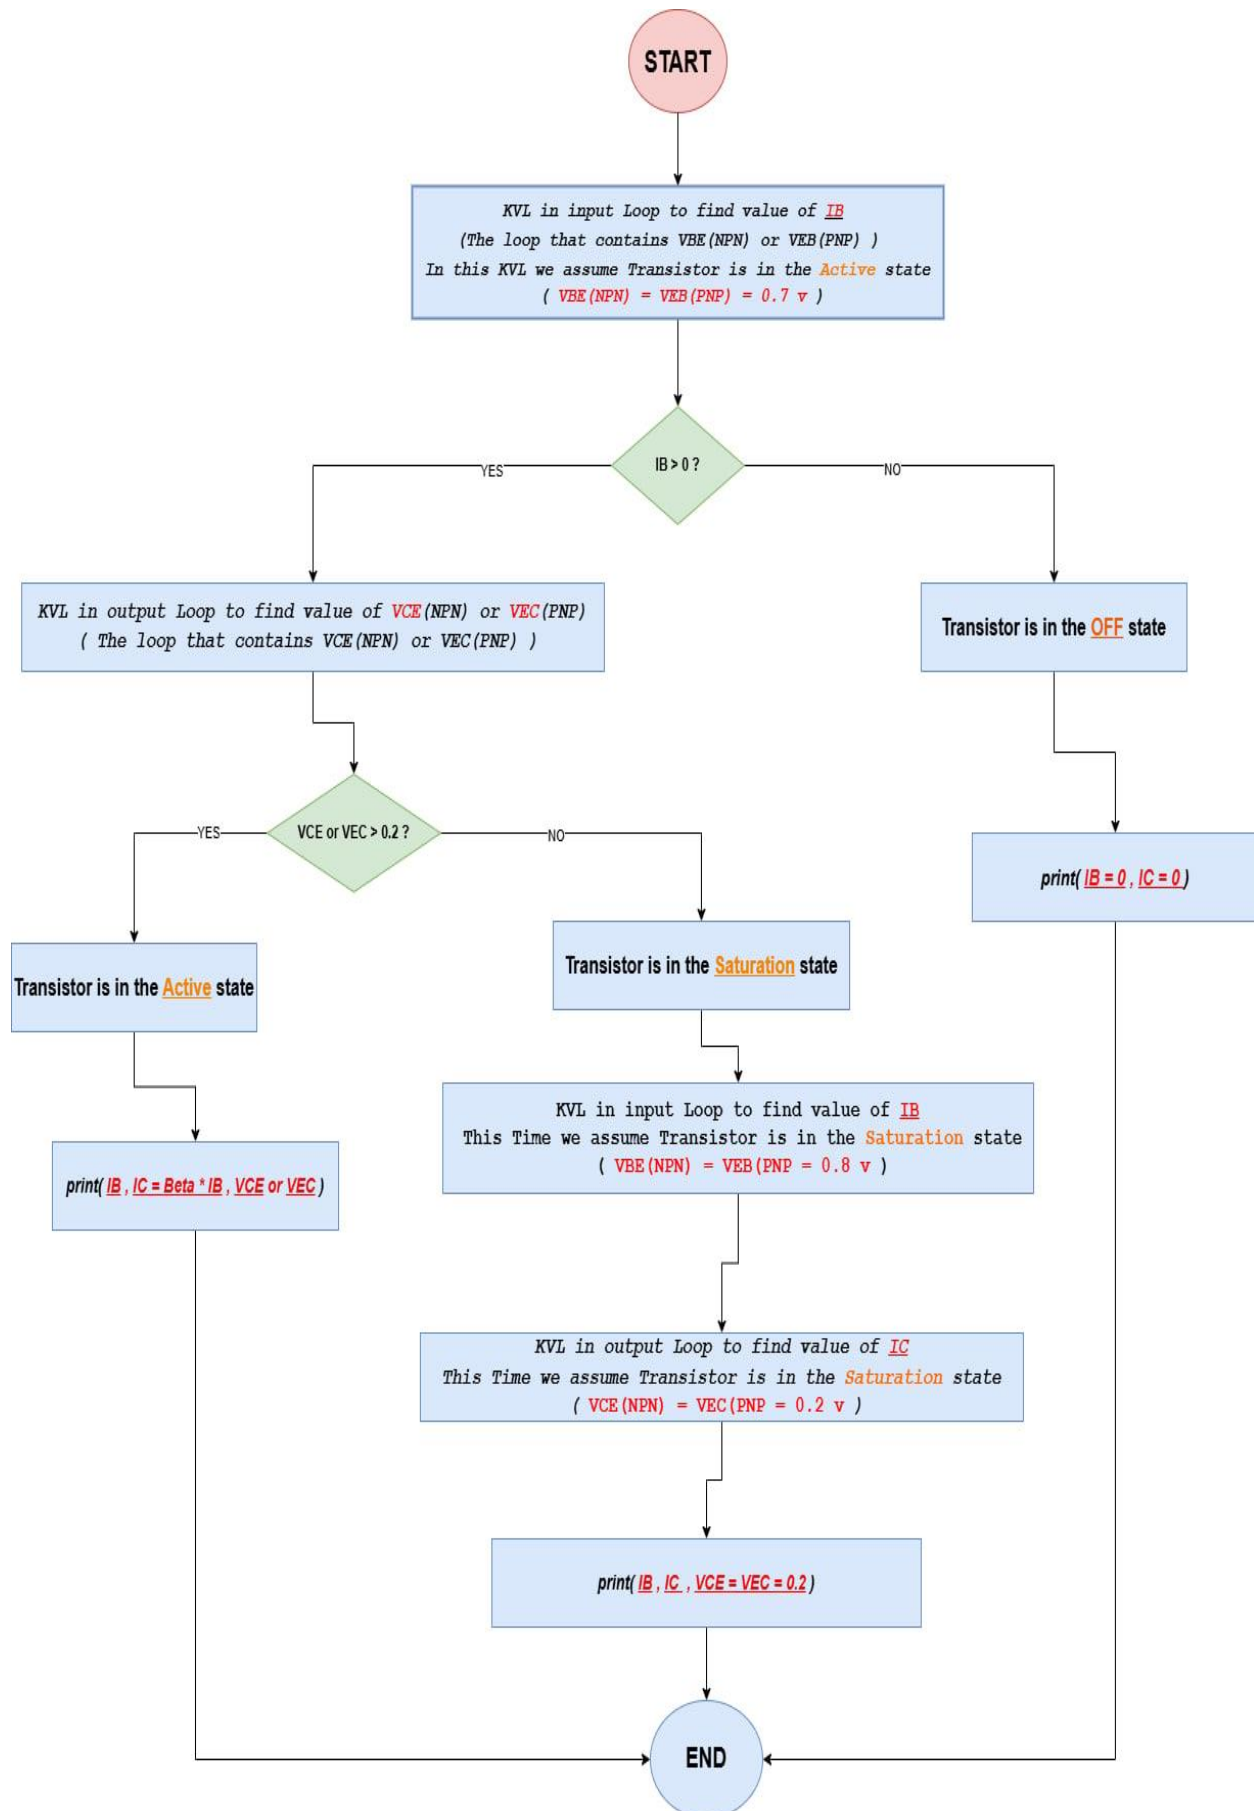 START
KVL in input Loop to find value of IB
(The loop that contains VBE(NPN) or VEB(PNP) )
In this KVL we assume Transistor is in the Active state
( VBE(NPN) = VEB(PNP) = 0.7 v )
IB > 0 ?
YES
NO
KVL in output Loop to find value of VCE(NPN) or VEC(PNP)
( The loop that contains VCE(NPN) or VEC(PNP) )
Transistor is in the OFF state
VCE or VEC > 0.2 ?
YES
NO
print( IB = 0 , IC = 0 )
Transistor is in the Active state
Transistor is in the Saturation state
KVL in input Loop to find value of IB
This Time we assume Transistor is in the Saturation state
( VBE(NPN) = VEB(PNP = 0.8 v )
print( IB , IC = Beta * IB , VCE or VEC )
KVL in output Loop to find value of IC
This Time we assume Transistor is in the Saturation state
( VCE(NPN) = VEC(PNP = 0.2 v )
print( IB , IC , VCE = VEC = 0.2 )
END